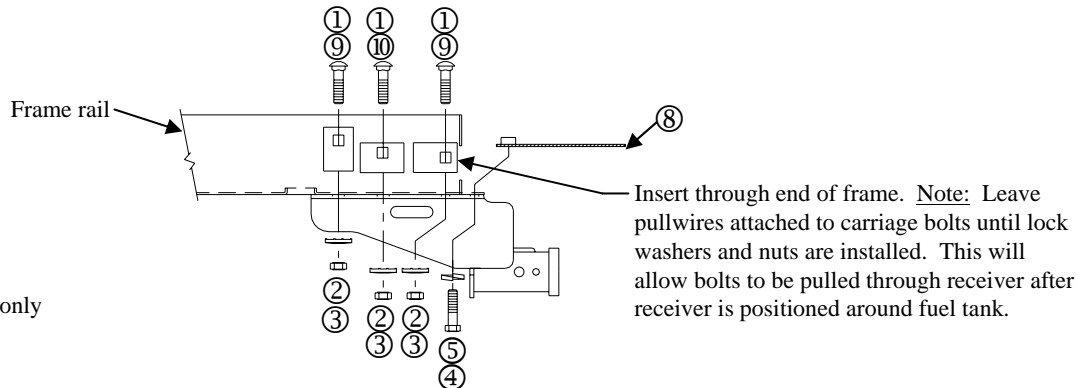 ① ① ①
⑨ ⑩ ⑨
Frame rail
⑧
Insert through end of frame. Note: Leave
pullwires attached to carriage bolts until lock
washers and nuts are installed. This will
allow bolts to be pulled through receiver after
receiver is positioned around fuel tank.
only
② ② ②
③ ③ ③
⑤
④